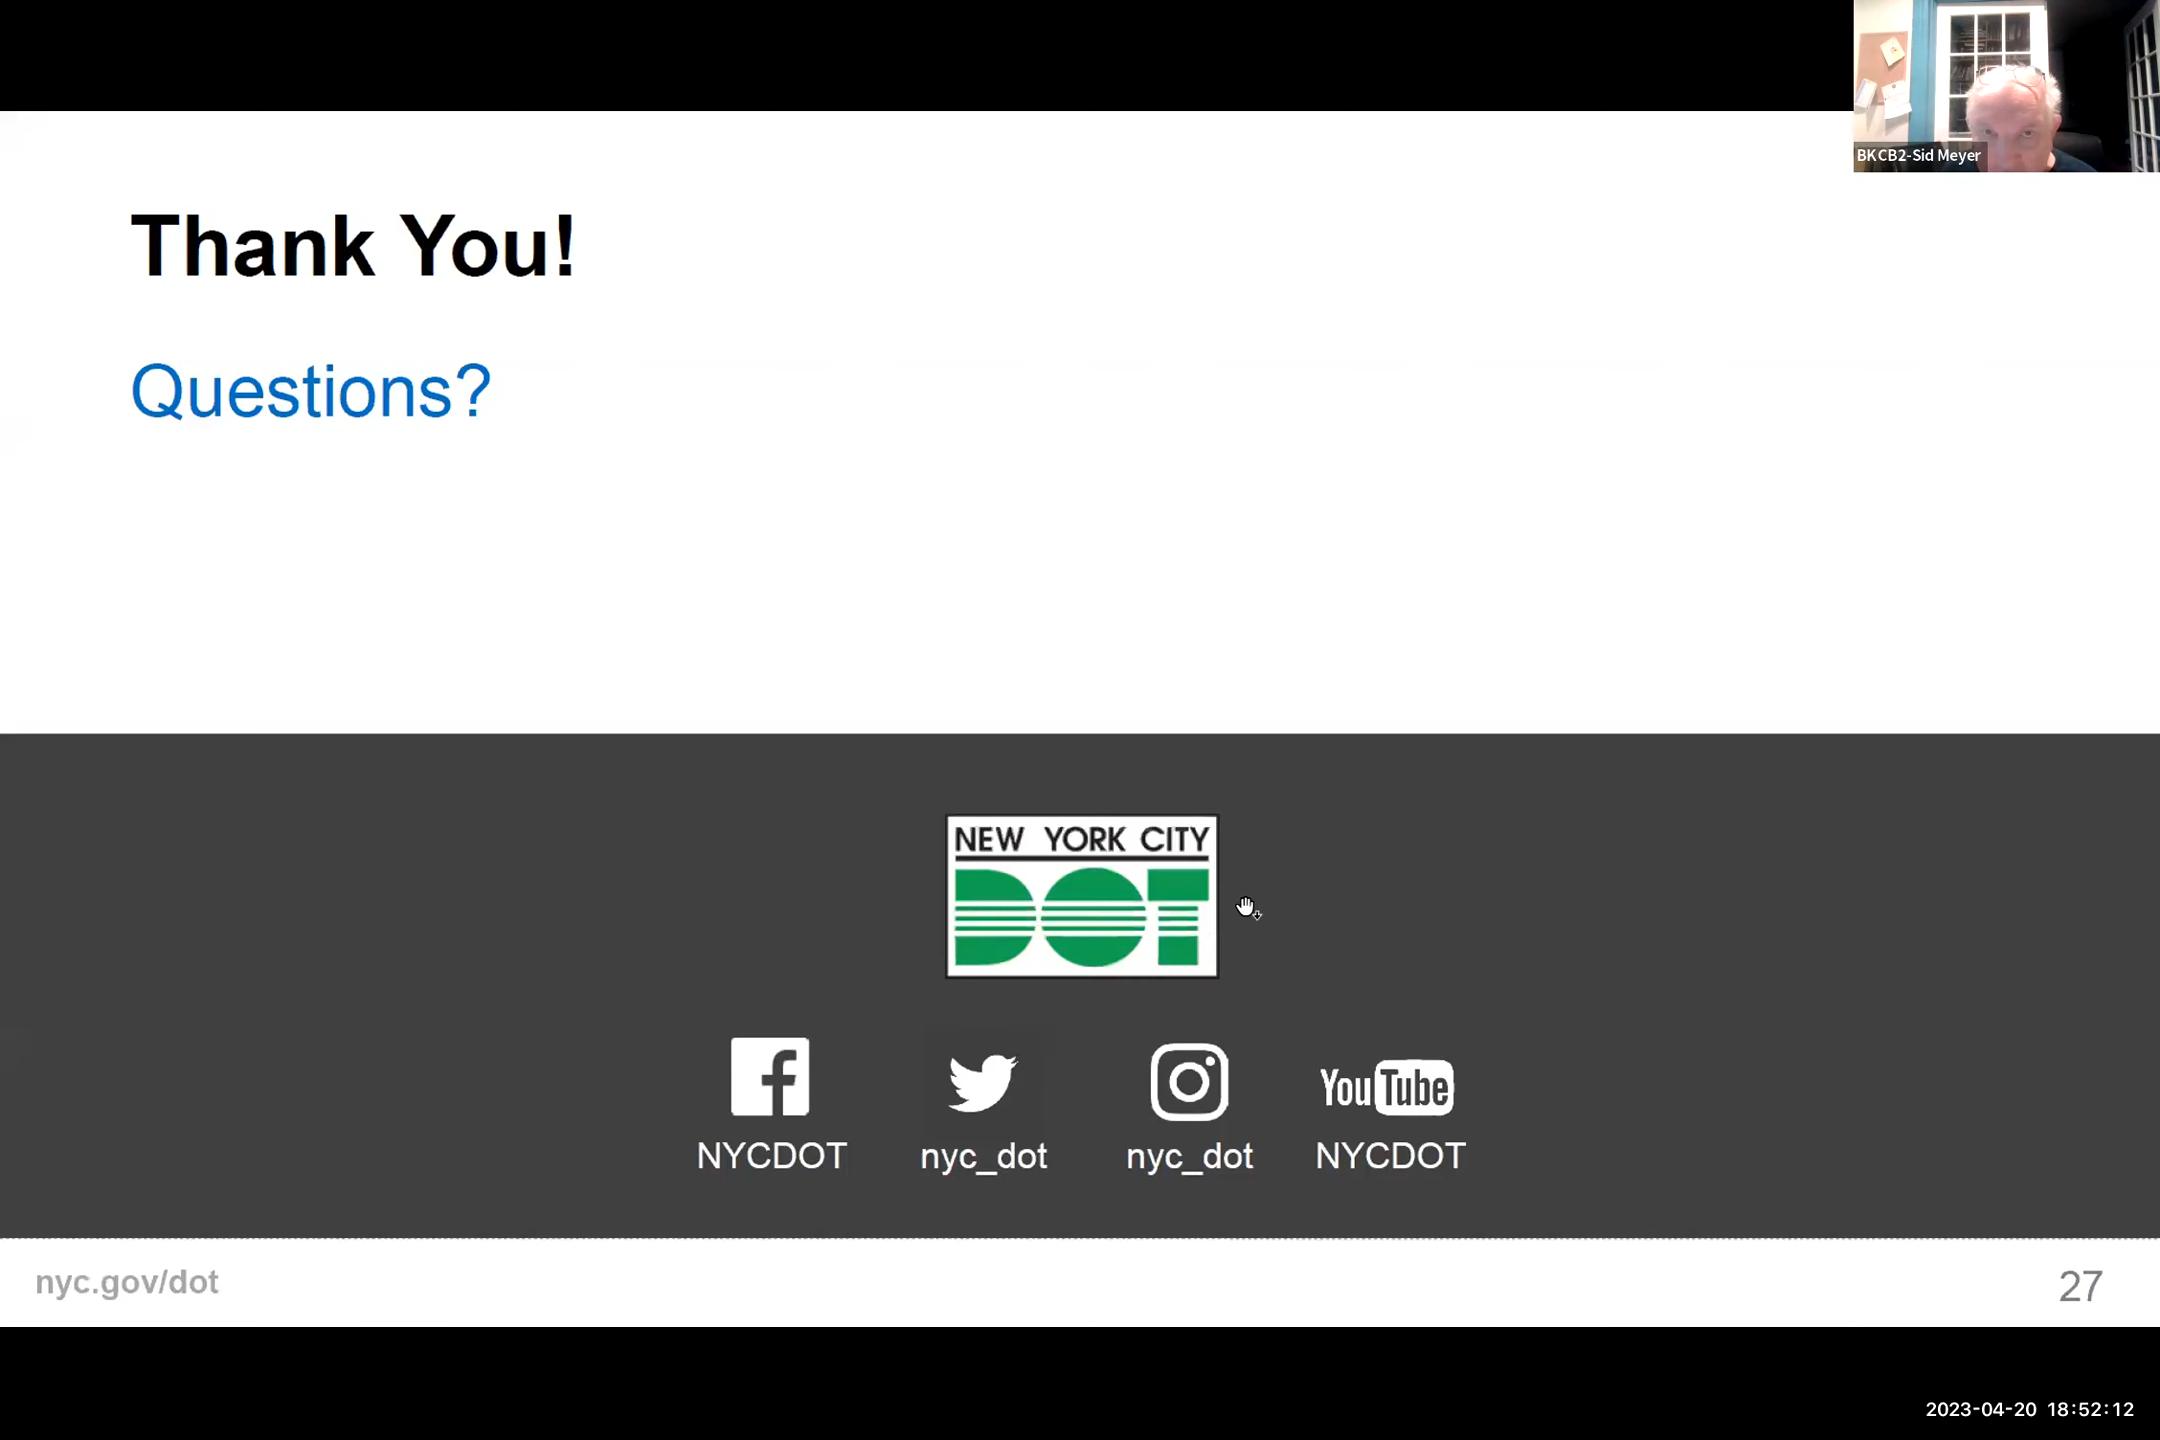 BKCB2-Sid Meyer
Thank You!
Questions?
NEW YORK CITY
DOT
f
You Tube
NYCDOT
nyc_dot
nyc_dot
NYCDOT
nyc.gov/dot
27
2023-04-20 18:52:12